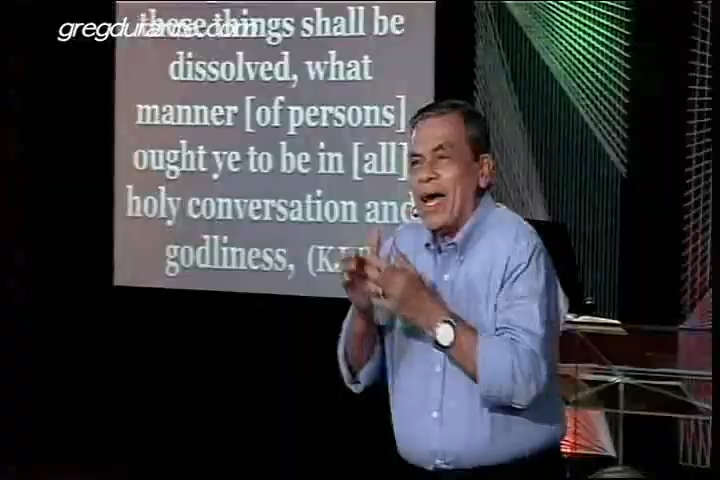 gregdurante.com
these things shall be
dissolved, what
manner [of persons]
ought ye to be in [all]
holy conversation and
godliness,